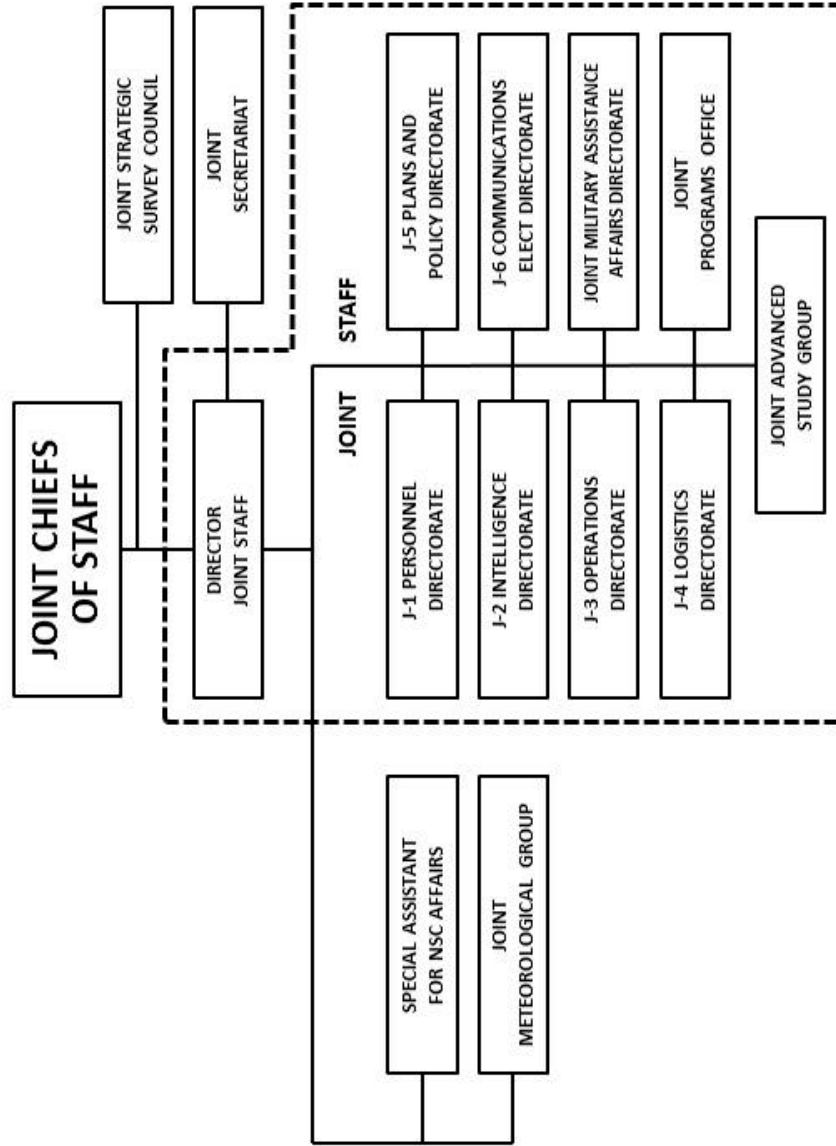 JOINT CHIEFS
OF STAFF
JOINT STRATEGIC
SURVEY COUNCIL
DIRECTOR
JOINT STAFF
JOINT
SECRETARIAT
JOINT
STAFF
SPECIAL ASSISTANT
FOR NSC AFFAIRS
JOINT
METEOROLOGICAL GROUP
J-1 PERSONNEL
DIRECTORATE
J-5 PLANS AND
POLICY DIRECTORATE
J-2 INTELLIGENCE
DIRECTORATE
J-6 COMMUNICATIONS
ELECT DIRECTORATE
J-3 OPERATIONS
DIRECTORATE
JOINT MILITARY ASSISTANCE
AFFAIRS DIRECTORATE
J-4 LOGISTICS
DIRECTORATE
JOINT
PROGRAMS OFFICE
JOINT ADVANCED
STUDY GROUP